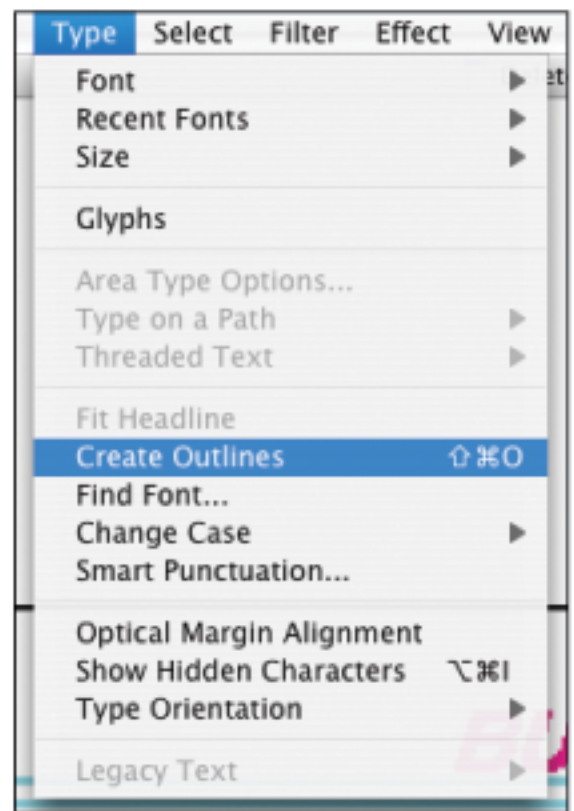 Type Select Filter Effect View
Font
Recent Fonts
Size
Glyphs
Area Type Options...
Type on a Path
Threaded Text
Fit Headline
Create Outlines ⇧⌘O
Find Font...
Change Case
Smart Punctuation...
Optical Margin Alignment
Show Hidden Characters ⌥⌘I
Type Orientation
Legacy Text